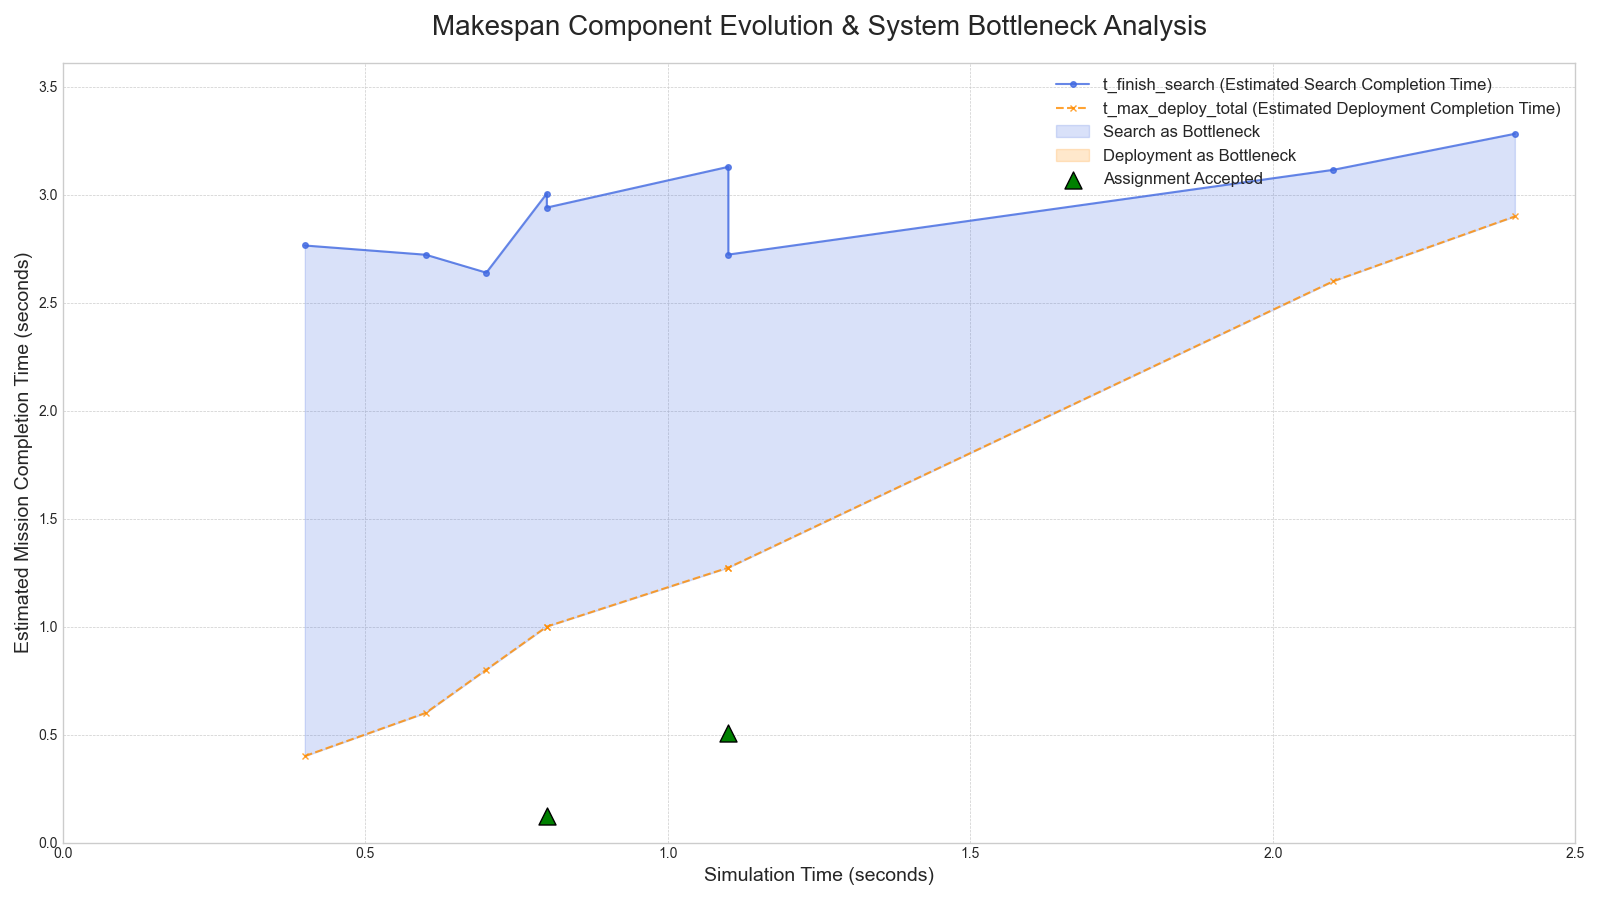 Makespan Component Evolution & System Bottleneck Analysis
t_finish_search (Estimated Search Completion Time)
t_max_deploy_total (Estimated Deployment Completion Time)
Search as Bottleneck
Deployment as Bottleneck
Assignment Accepted
Estimated Mission Completion Time (seconds)
3.5
3.0
2.5
2.0
1.5
1.0
0.5
0.0
0.0 0.5 1.0 1.5 2.0 2.5
Simulation Time (seconds)